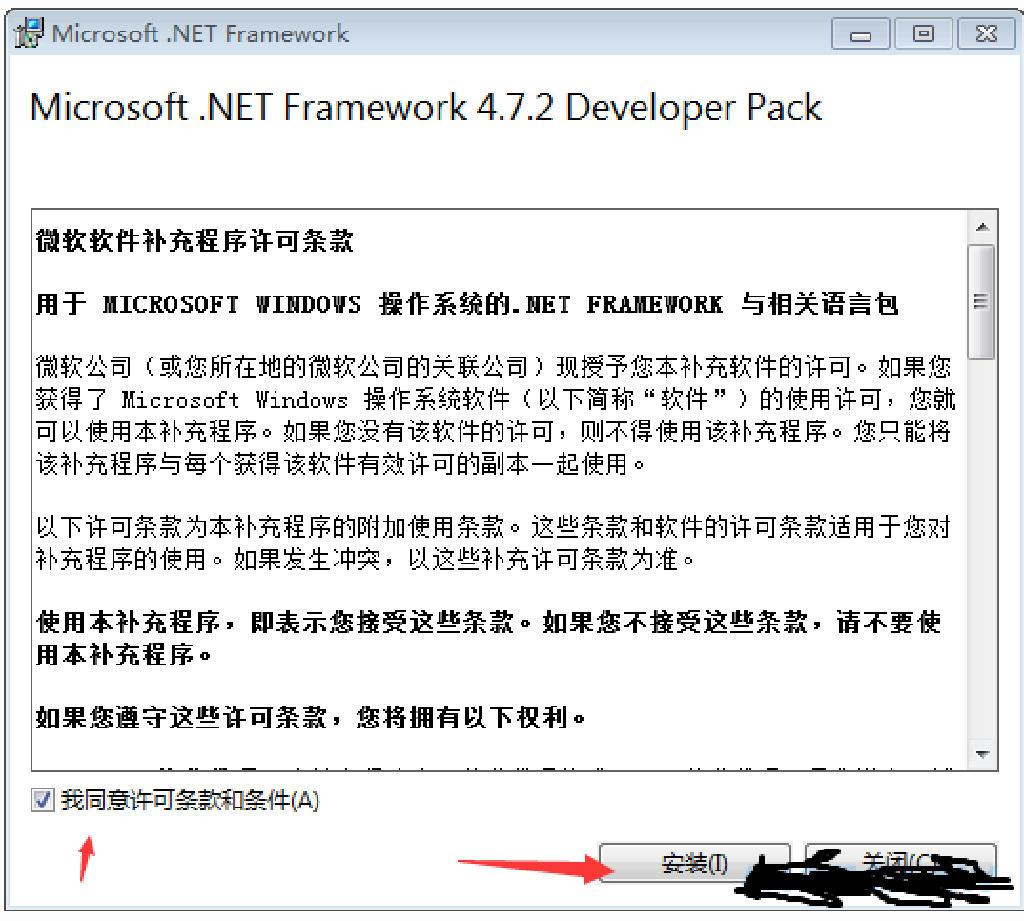 Microsoft .NET Framework
Microsoft .NET Framework 4.7.2 Developer Pack
微软软件补充程序许可条款
用于 MICROSOFT WINDOWS 操作系统的.NET FRAMEWORK 与相关语言包
微软公司（或您所在地的微软公司的关联公司）现授予您本补充软件的许可。如果您
获得了 Microsoft Windows 操作系统软件（以下简称“软件”）的使用许可，您就
可以使用本补充程序。如果您没有该软件的许可，则不得使用该补充程序。您只能将
该补充程序与每个获得该软件有效许可的副本一起使用。
以下许可条款为本补充程序的附加使用条款。这些条款和软件的许可条款适用于您对
补充程序的使用。如果发生冲突，以这些补充许可条款为准。
使用本补充程序，即表示您接受这些条款。如果您不接受这些条款，请不要使
用本补充程序。
如果您遵守这些许可条款，您将拥有以下权利。
我同意许可条款和条件(A)
安装(I)
关闭(C)